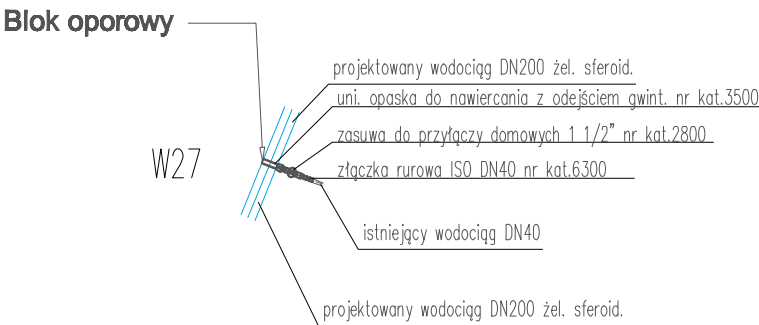 Blok oporowy
projektowany wodociąg DN200 żel. sferoid.
uni. opaska do nawiercania z odejściem gwint. nr kat.3500
zasuwa do przyłączy domowych 1 1/2" nr kat.2800
W27
złączka rurowa ISO DN40 nr kat.6300
istniejący wodociąg DN40
projektowany wodociąg DN200 żel. sferoid.